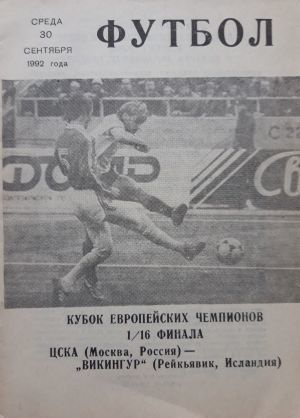 СРЕДА
30
СЕНТЯБРЯ
1992 года
ФУТБОЛ
КУБОК ЕВРОПЕЙСКИХ ЧЕМПИОНОВ
1/16 ФИНАЛА
ЦСКА (Москва, Россия) —
„ВИКИНГУР” (Рейкьявик, Исландия)